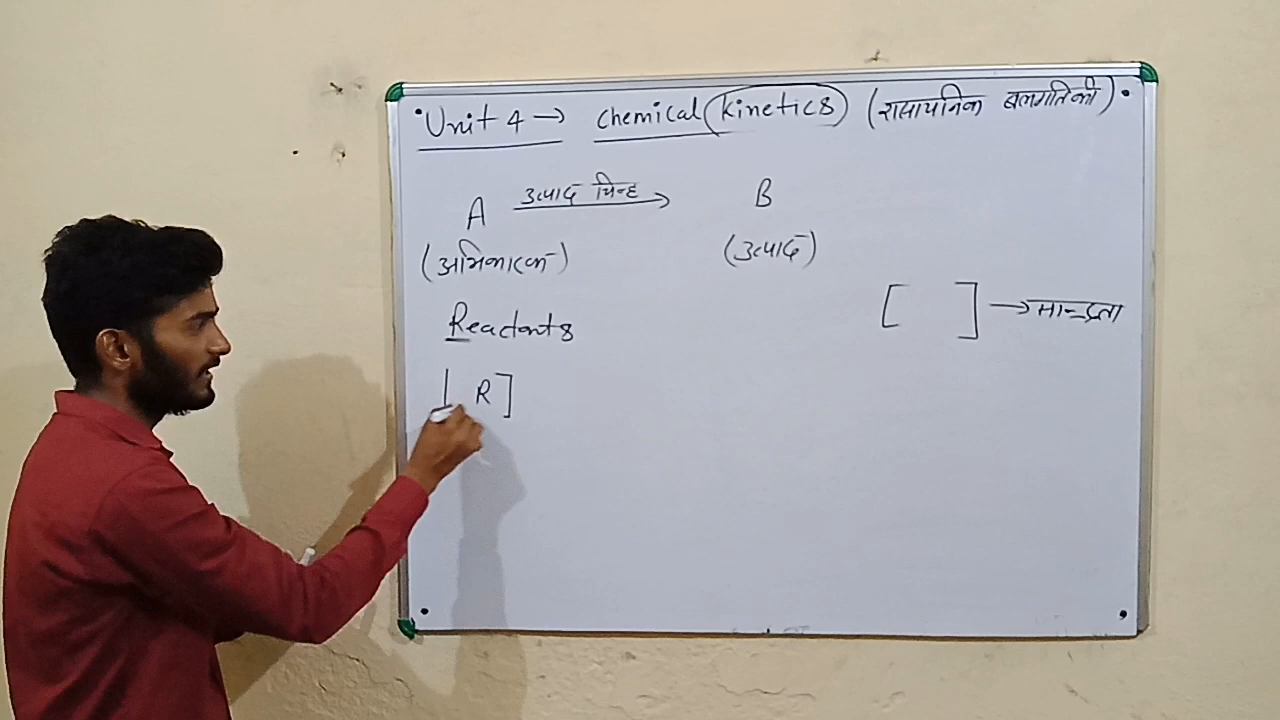 Unit 4 → chemical kinetics (रासायनिक बलगतिकी)
A उत्पाद चिन्ह → B
(अभिकारक) (उत्पाद)
[ ] → सान्द्रता
Reactants
[ R ]